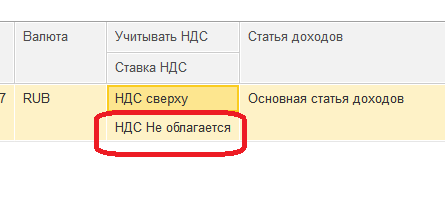 Валюта
Учитывать НДС
Статья доходов
Ставка НДС
7
RUB
НДС сверху
Основная статья доходов
НДС Не облагается